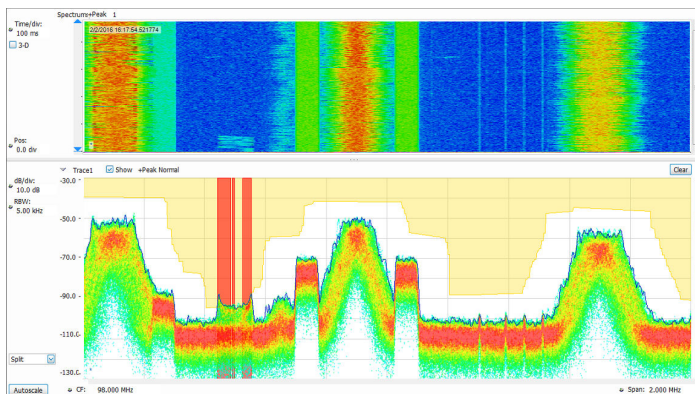 Spectrum +Peak 1
Time/div:
100 ms
3-D
2/2/2016 16:17:54.521774
Pos:
0.0 div
Trace1 Show +Peak Normal Clear
dB/div:
10.0 dB
RBW:
5.00 kHz
-30.0
-50.0
-70.0
-90.0
-110.0
-130.0
Split
Autoscale CF: 98.000 MHz Span: 2.000 MHz